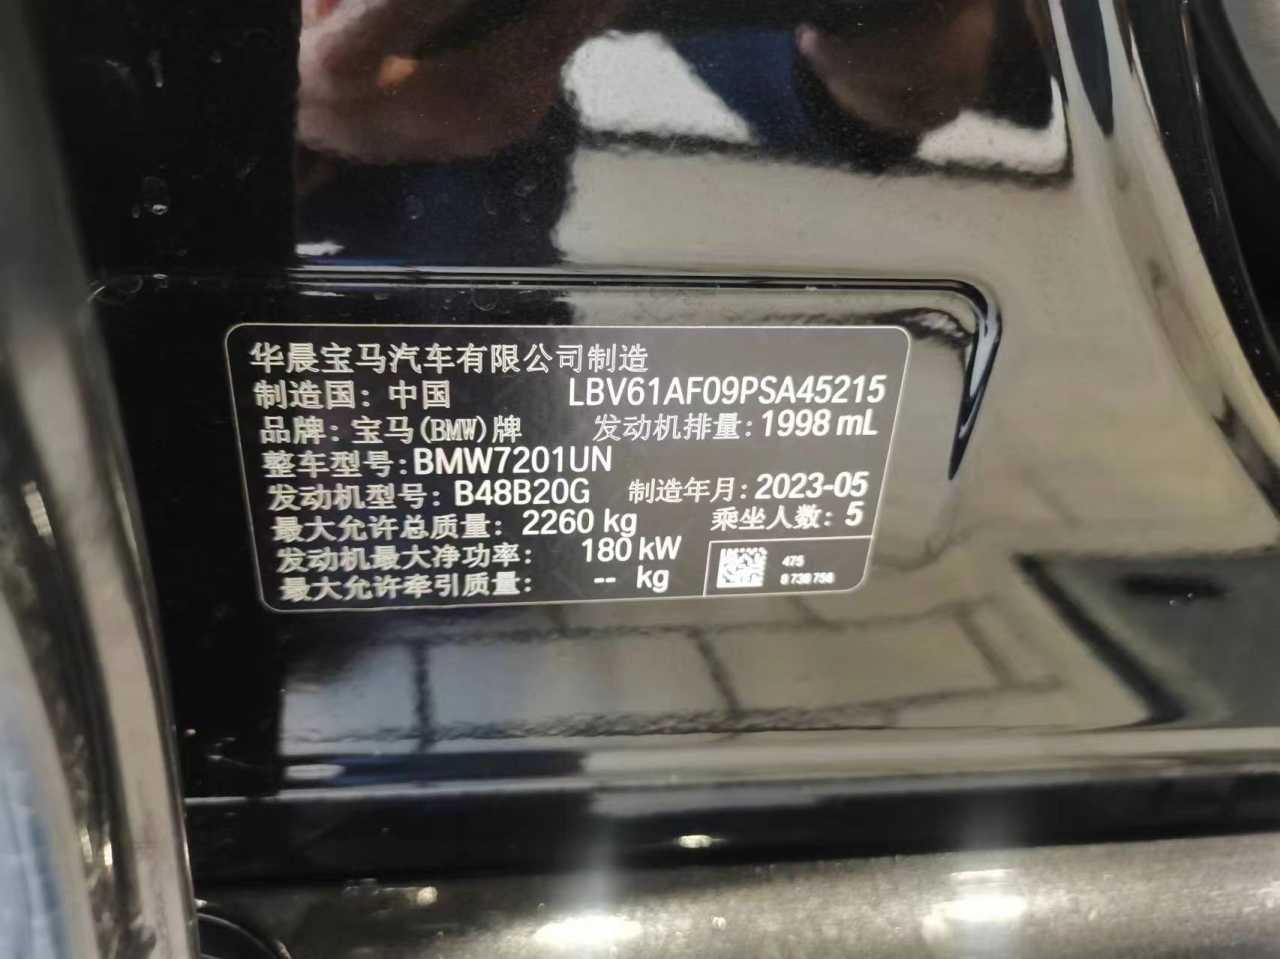 华晨宝马汽车有限公司制造
制造国：中国 LBV61AF09PSA45215
品牌：宝马(BMW)牌 发动机排量：1998 mL
整车型号：BMW7201UN
发动机型号：B48B20G 制造年月：2023-05
最大允许总质量：2260 kg 乘坐人数：5
发动机最大净功率：180 kW
最大允许牵引质量：-- kg
475
8 738 758